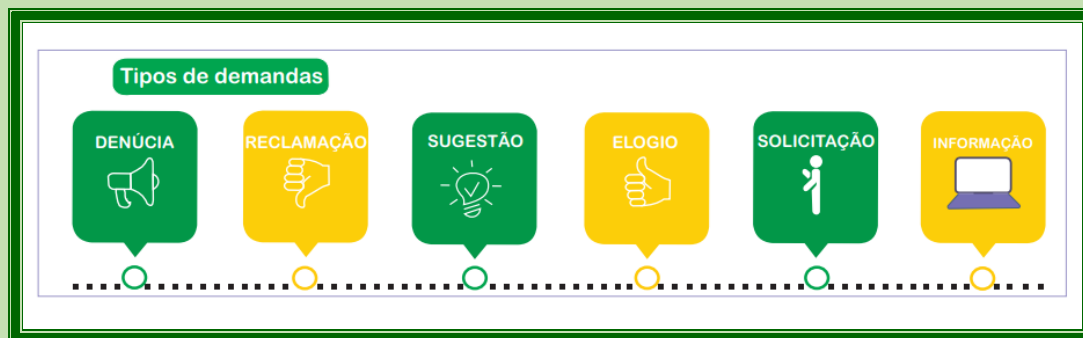 Tipos de demandas
DENÚCIA
RECLAMAÇÃO
SUGESTÃO
ELOGIO
SOLICITAÇÃO
INFORMAÇÃO